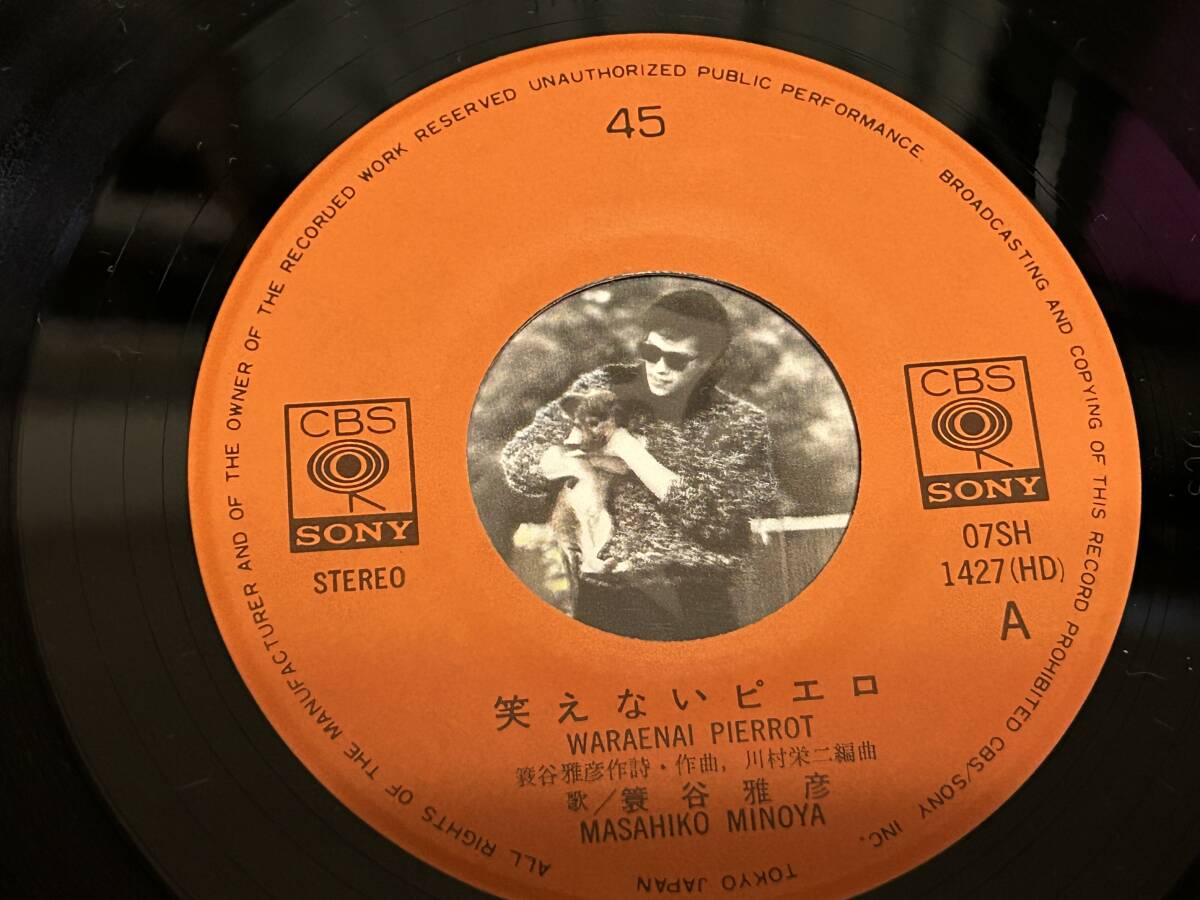 ALL RIGHTS OF THE MANUFACTURER AND OF THE OWNER OF THE RECORDED WORK RESERVED UNAUTHORIZED PUBLIC PERFORMANCE. BROADCASTING AND COPYING OF THIS RECORD PROHIBITED CBS/SONY INC. TOKYO JAPAN
45
CBS
SONY
STEREO
CBS
SONY
07SH
1427(HD)
A
笑えないピエロ
WARAENAI PIERROT
簑谷雅彦作詩・作曲, 川村栄二編曲
歌／簑谷雅彦
MASAHIKO MINOYA